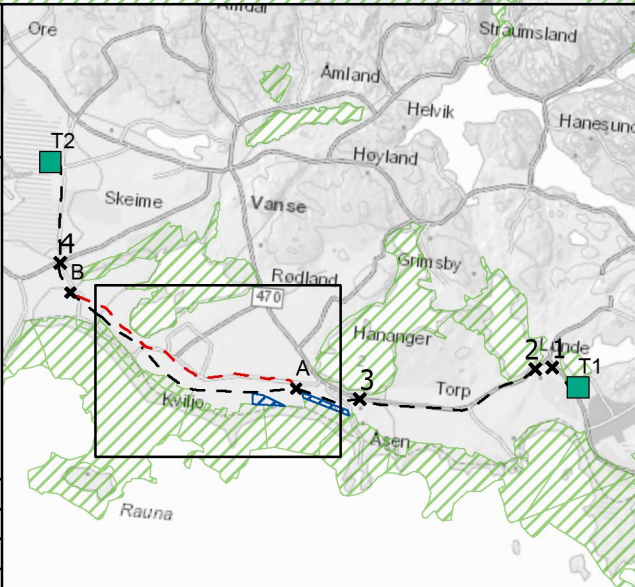 Ore
Straumsland
Åmland
Helvik
Hanesund
T2
Høyland
Skeime
Vanse
4
Grimsby
B
Rødland
470
Hananger
Lunde
2
1
T1
A
3
Torp
Kviljo
Åsen
Rauna